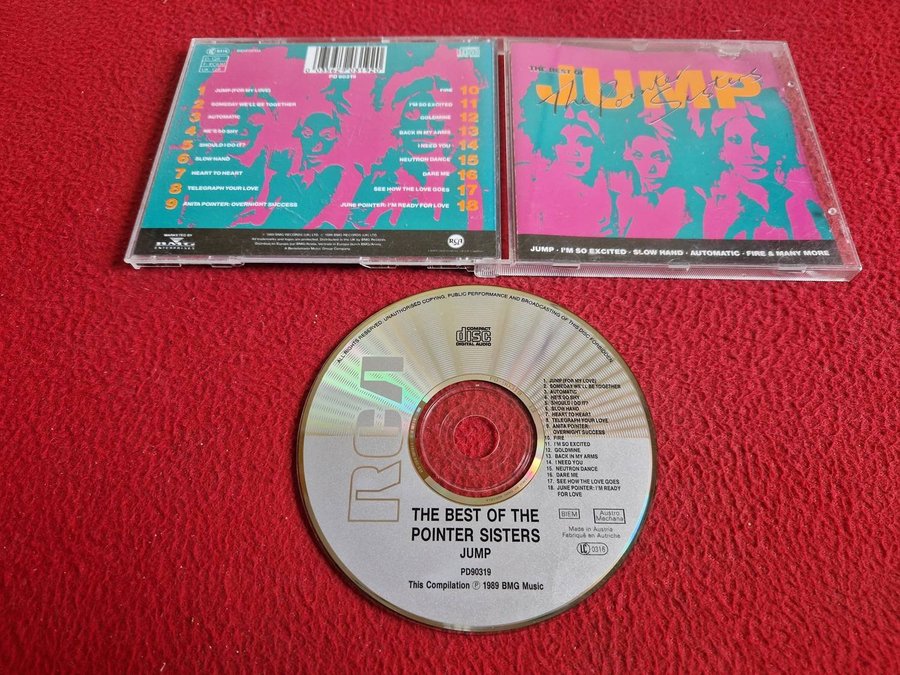 LC 0316
PD 90319
1 JUMP (FOR MY LOVE)
2 SOMEDAY WE'LL BE TOGETHER
3 AUTOMATIC
4 HE'S SO SHY
5 SHOULD I DO IT?
6 SLOW HAND
7 HEART TO HEART
8 TELEGRAPH YOUR LOVE
9 ANITA POINTER: OVERNIGHT SUCCESS
FIRE 10
I'M SO EXCITED 11
GOLDMINE 12
BACK IN MY ARMS 13
I NEED YOU 14
NEUTRON DANCE 15
DARE ME 16
SEE HOW THE LOVE GOES 17
JUNE POINTER: I'M READY FOR LOVE 18
MARKETED BY
BMG
ENTERPRISE
RCA
THE BEST OF
JUMP
The Pointer Sisters
JUMP · I'M SO EXCITED · SLOW HAND · AUTOMATIC · FIRE & MANY MORE
ALL RIGHTS RESERVED. UNAUTHORISED COPYING, PUBLIC PERFORMANCE AND BROADCASTING OF THIS DISC FORBIDDEN.
COMPACT
disc
DIGITAL AUDIO
RCA
1. JUMP (FOR MY LOVE)
2. SOMEDAY WE'LL BE TOGETHER
3. AUTOMATIC
4. HE'S SO SHY
5. SHOULD I DO IT?
6. SLOW HAND
7. HEART TO HEART
8. TELEGRAPH YOUR LOVE
9. ANITA POINTER:
OVERNIGHT SUCCESS
10. FIRE
11. I'M SO EXCITED
12. GOLDMINE
13. BACK IN MY ARMS
14. I NEED YOU
15. NEUTRON DANCE
16. DARE ME
17. SEE HOW THE LOVE GOES
18. JUNE POINTER: I'M READY
FOR LOVE
BIEM
Austro
Mechana
Made in Austria
Fabriqué en Autriche
LC 0316
THE BEST OF THE
POINTER SISTERS
JUMP
PD90319
This Compilation ℗ 1989 BMG Music